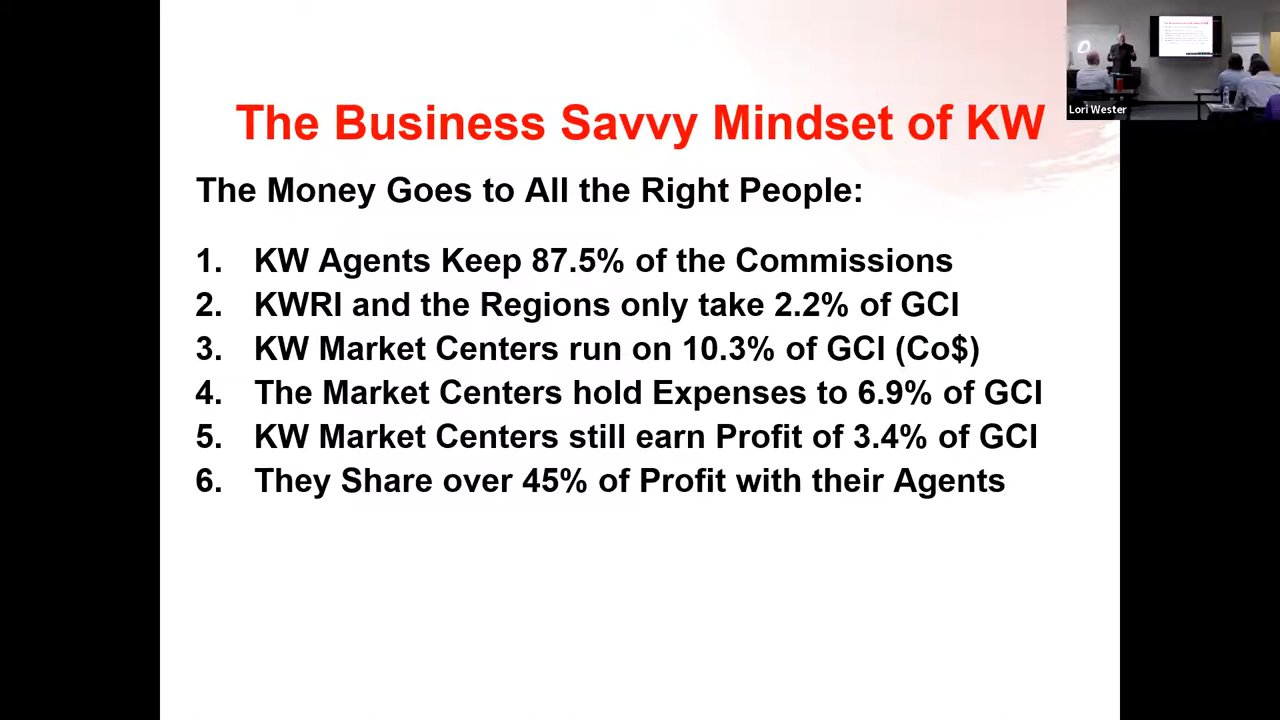 The Business Savvy Mindset of KW
Lori Wester
The Money Goes to All the Right People:
1. KW Agents Keep 87.5% of the Commissions
2. KWRI and the Regions only take 2.2% of GCI
3. KW Market Centers run on 10.3% of GCI (Co$)
4. The Market Centers hold Expenses to 6.9% of GCI
5. KW Market Centers still earn Profit of 3.4% of GCI
6. They Share over 45% of Profit with their Agents